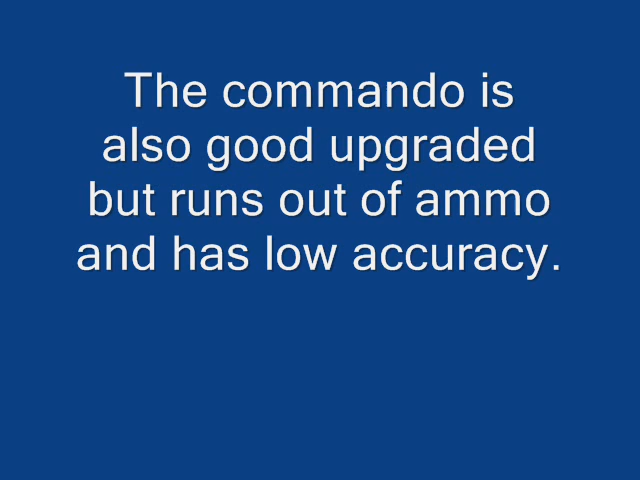 The commando is
also good upgraded
but runs out of ammo
and has low accuracy.